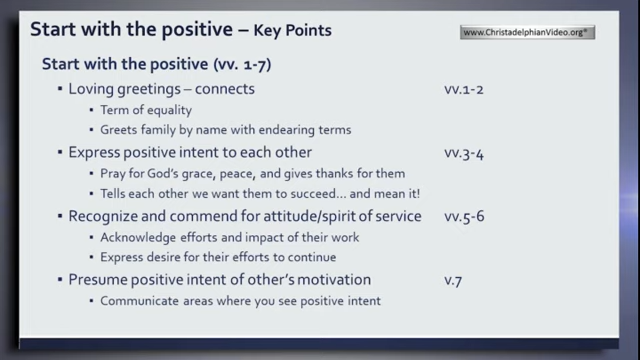 Start with the positive – Key Points
www.ChristadelphianVideo.org®
Start with the positive (vv. 1-7)
▪ Loving greetings – connects vv.1-2
▪ Term of equality
▪ Greets family by name with endearing terms
▪ Express positive intent to each other vv.3-4
▪ Pray for God's grace, peace, and gives thanks for them
▪ Tells each other we want them to succeed… and mean it!
▪ Recognize and commend for attitude/spirit of service vv.5-6
▪ Acknowledge efforts and impact of their work
▪ Express desire for their efforts to continue
▪ Presume positive intent of other's motivation v.7
▪ Communicate areas where you see positive intent